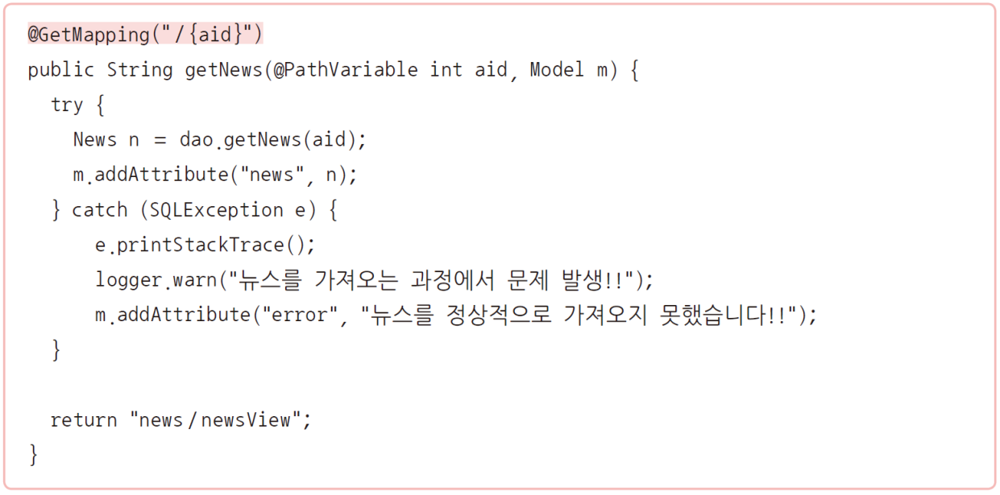 @GetMapping("/{aid}")
public String getNews(@PathVariable int aid, Model m) {
  try {
    News n = dao.getNews(aid);
    m.addAttribute("news", n);
  } catch (SQLException e) {
      e.printStackTrace();
      logger.warn("뉴스를 가져오는 과정에서 문제 발생!!");
      m.addAttribute("error", "뉴스를 정상적으로 가져오지 못했습니다!!");
  }

  return "news/newsView";
}